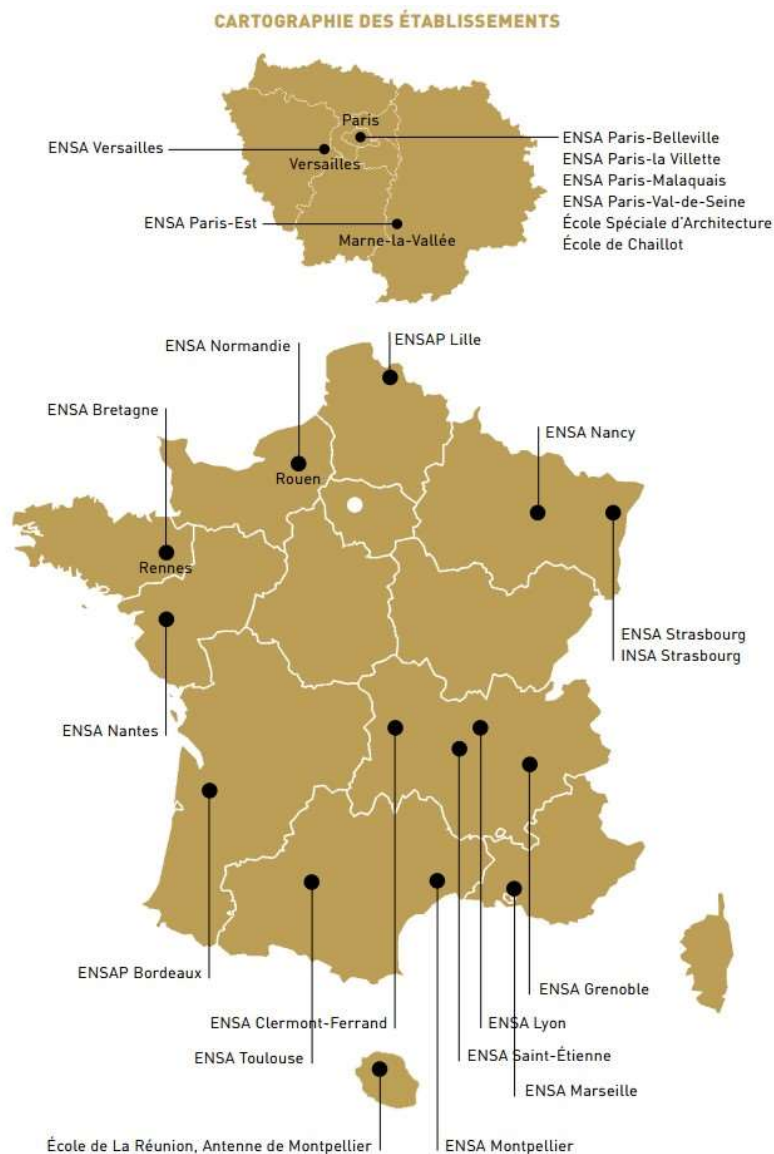 CARTOGRAPHIE DES ÉTABLISSEMENTS
Paris
ENSA Versailles
Versailles
ENSA Paris-Belleville
ENSA Paris-la Villette
ENSA Paris-Malaquais
ENSA Paris-Val-de-Seine
École Spéciale d'Architecture
École de Chaillot
ENSA Paris-Est
Marne-la-Vallée
ENSAP Lille
ENSA Normandie
ENSA Bretagne
ENSA Nancy
Rouen
Rennes
ENSA Strasbourg
INSA Strasbourg
ENSA Nantes
ENSAP Bordeaux
ENSA Grenoble
ENSA Clermont-Ferrand
ENSA Lyon
ENSA Toulouse
ENSA Saint-Étienne
ENSA Marseille
École de La Réunion, Antenne de Montpellier
ENSA Montpellier